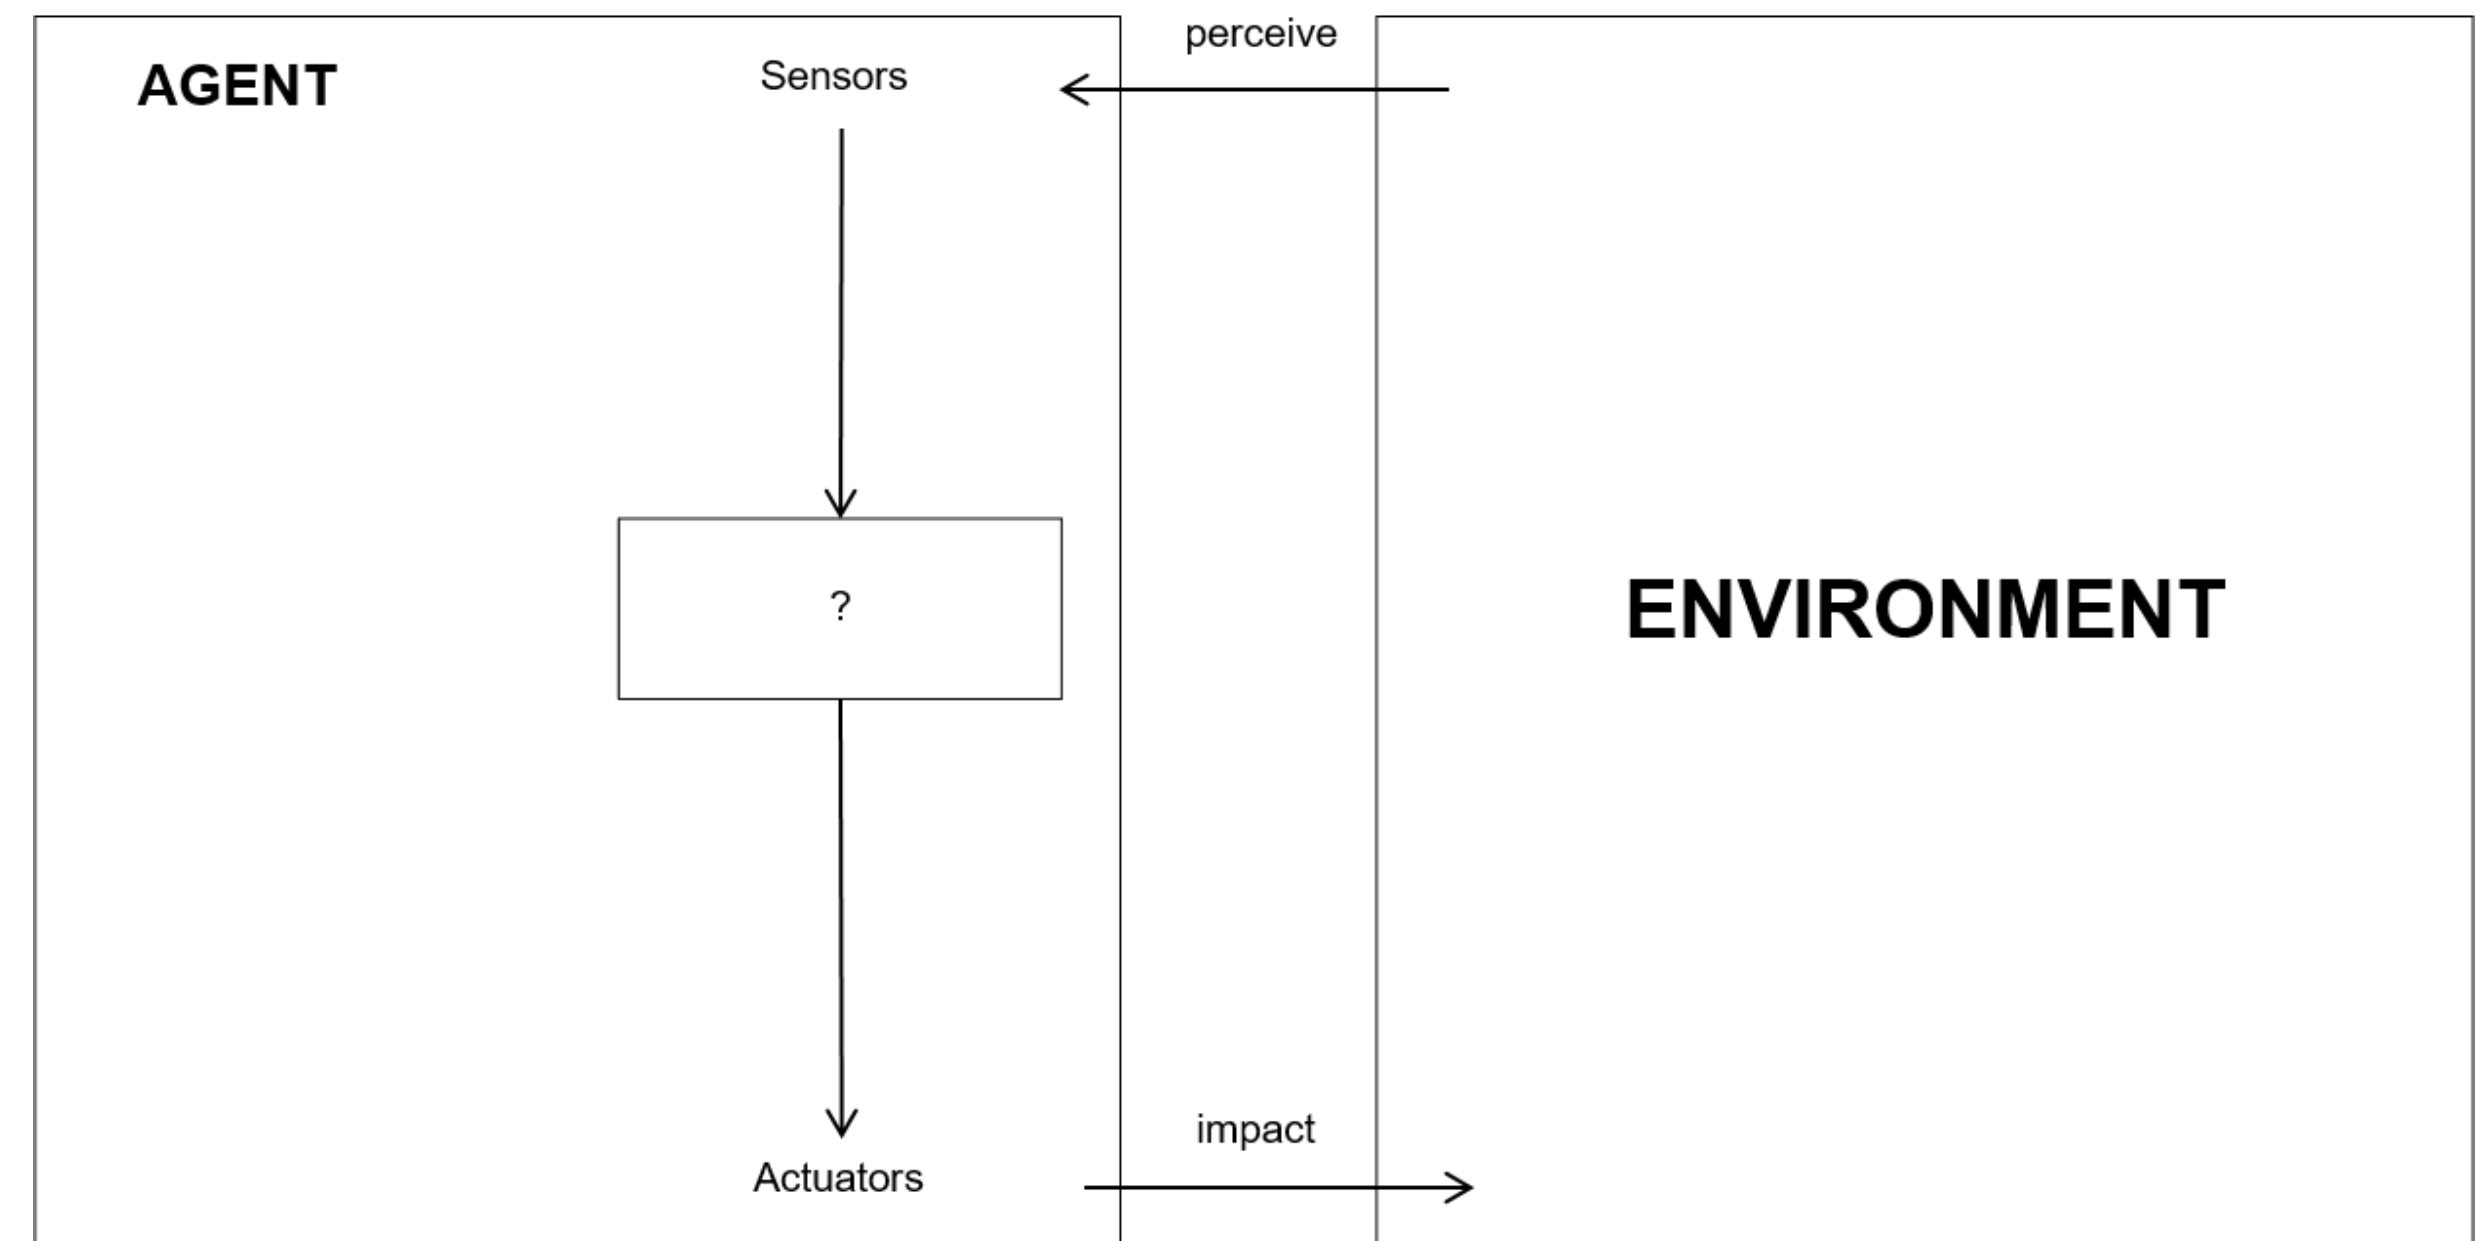 perceive
AGENT
Sensors
?
ENVIRONMENT
impact
Actuators